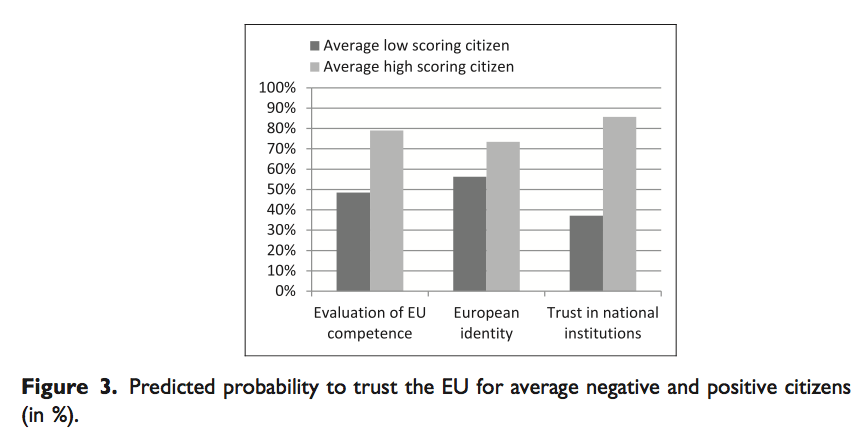 Average low scoring citizen
Average high scoring citizen
100%
90%
80%
70%
60%
50%
40%
30%
20%
10%
0%
Evaluation of EU
competence
European
identity
Trust in national
institutions
Figure 3. Predicted probability to trust the EU for average negative and positive citizens
(in %).